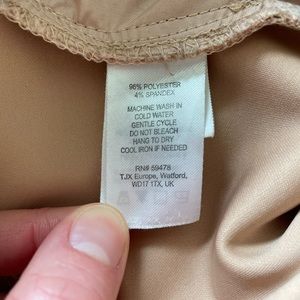 96% POLYESTER
4% SPANDEX
MACHINE WASH IN
COLD WATER
GENTLE CYCLE
DO NOT BLEACH
HANG TO DRY
COOL IRON IF NEEDED
RN# 59478
TJX Europe, Watford,
WD17 1TX, UK